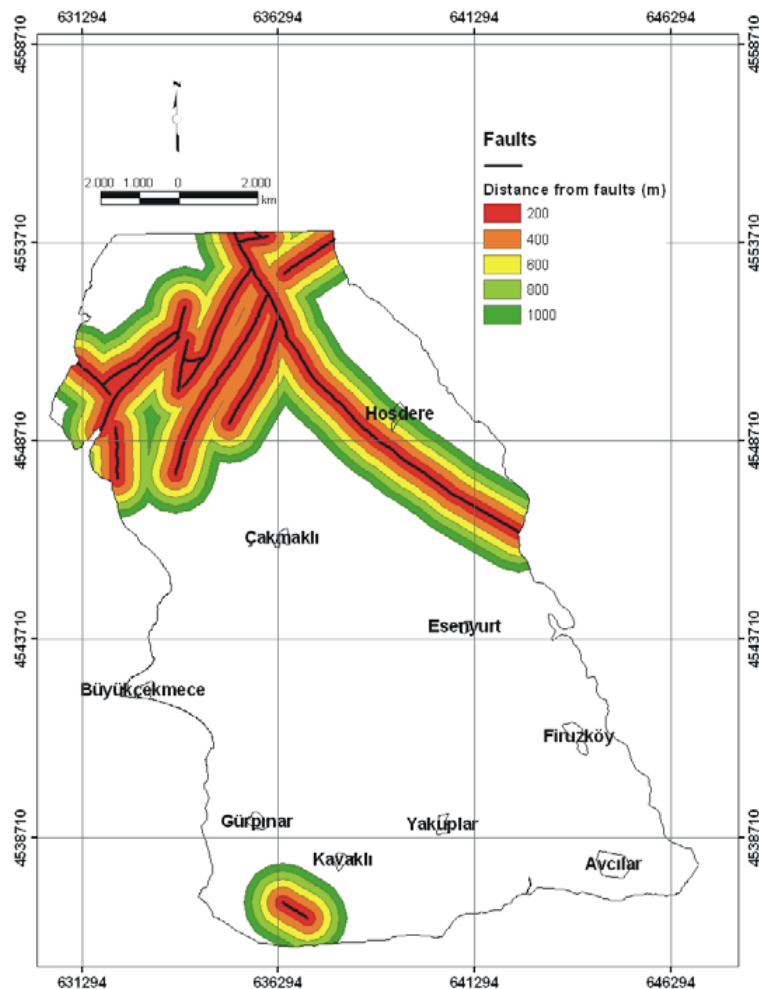 631294 636294 641294 646294
4558710 4558710
N
Faults
2.000 1.000 0 2.000
km
Distance from faults (m)
200
400
600
800
1000
4553710 4553710
Hoşdere
4548710 4548710
Çakmaklı
Esenyurt
4543710 4543710
Büyükçekmece
Firuzköy
Gürpınar
Yakuplar
4538710 4538710
Kavaklı
Avcılar
631294 636294 641294 646294